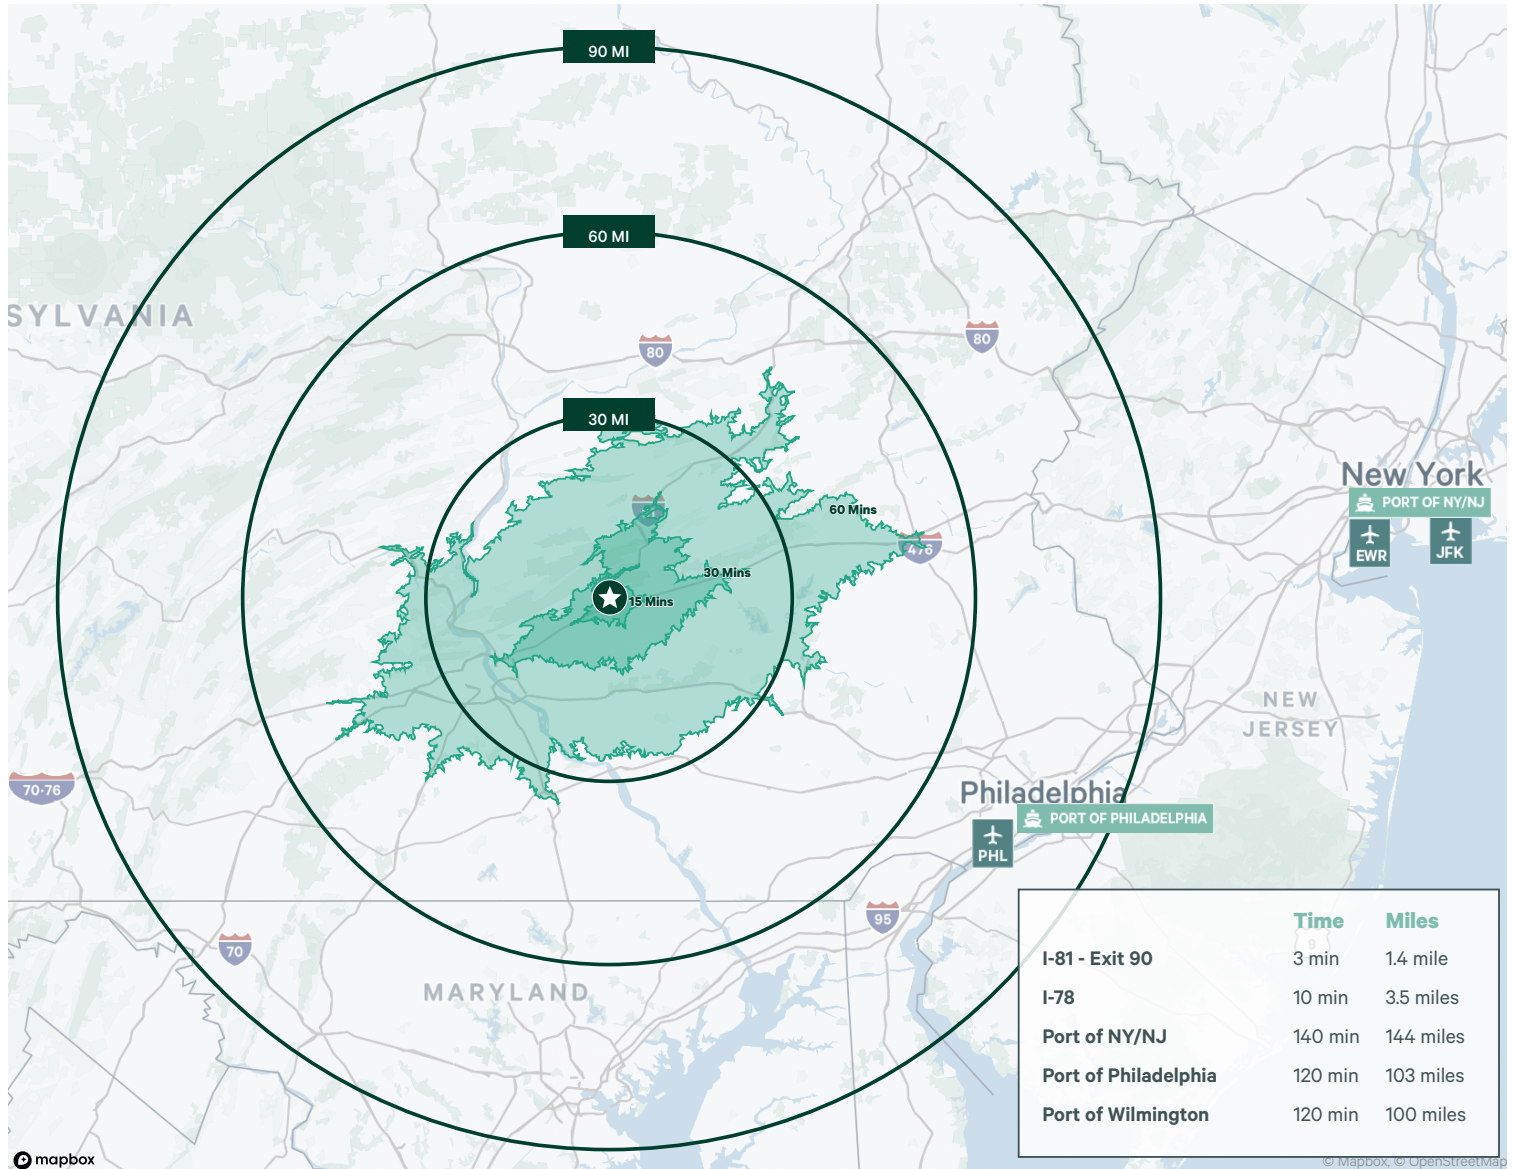 90 MI
60 MI
SYLVANIA
80
80
30 MI
New York
PORT OF NY/NJ
60 Mins
EWR
JFK
476
30 Mins
15 Mins
NEW
JERSEY
70-76
Philadelphia
PORT OF PHILADELPHIA
PHL
95
70
MARYLAND
Time Miles
9
I-81 - Exit 90 3 min 1.4 mile
I-78 10 min 3.5 miles
Port of NY/NJ 140 min 144 miles
Port of Philadelphia 120 min 103 miles
Port of Wilmington 120 min 100 miles
mapbox
© Mapbox, © OpenStreetMap